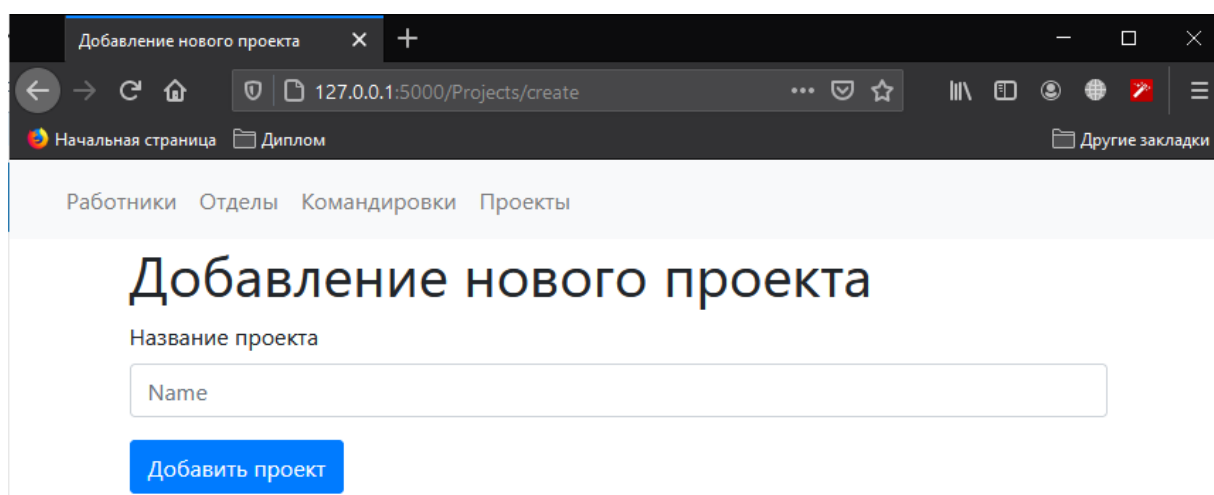 Добавление нового проекта
127.0.0.1:5000/Projects/create
Начальная страница Диплом Другие закладки
Работники Отделы Командировки Проекты
Добавление нового проекта
Название проекта
Name
Добавить проект